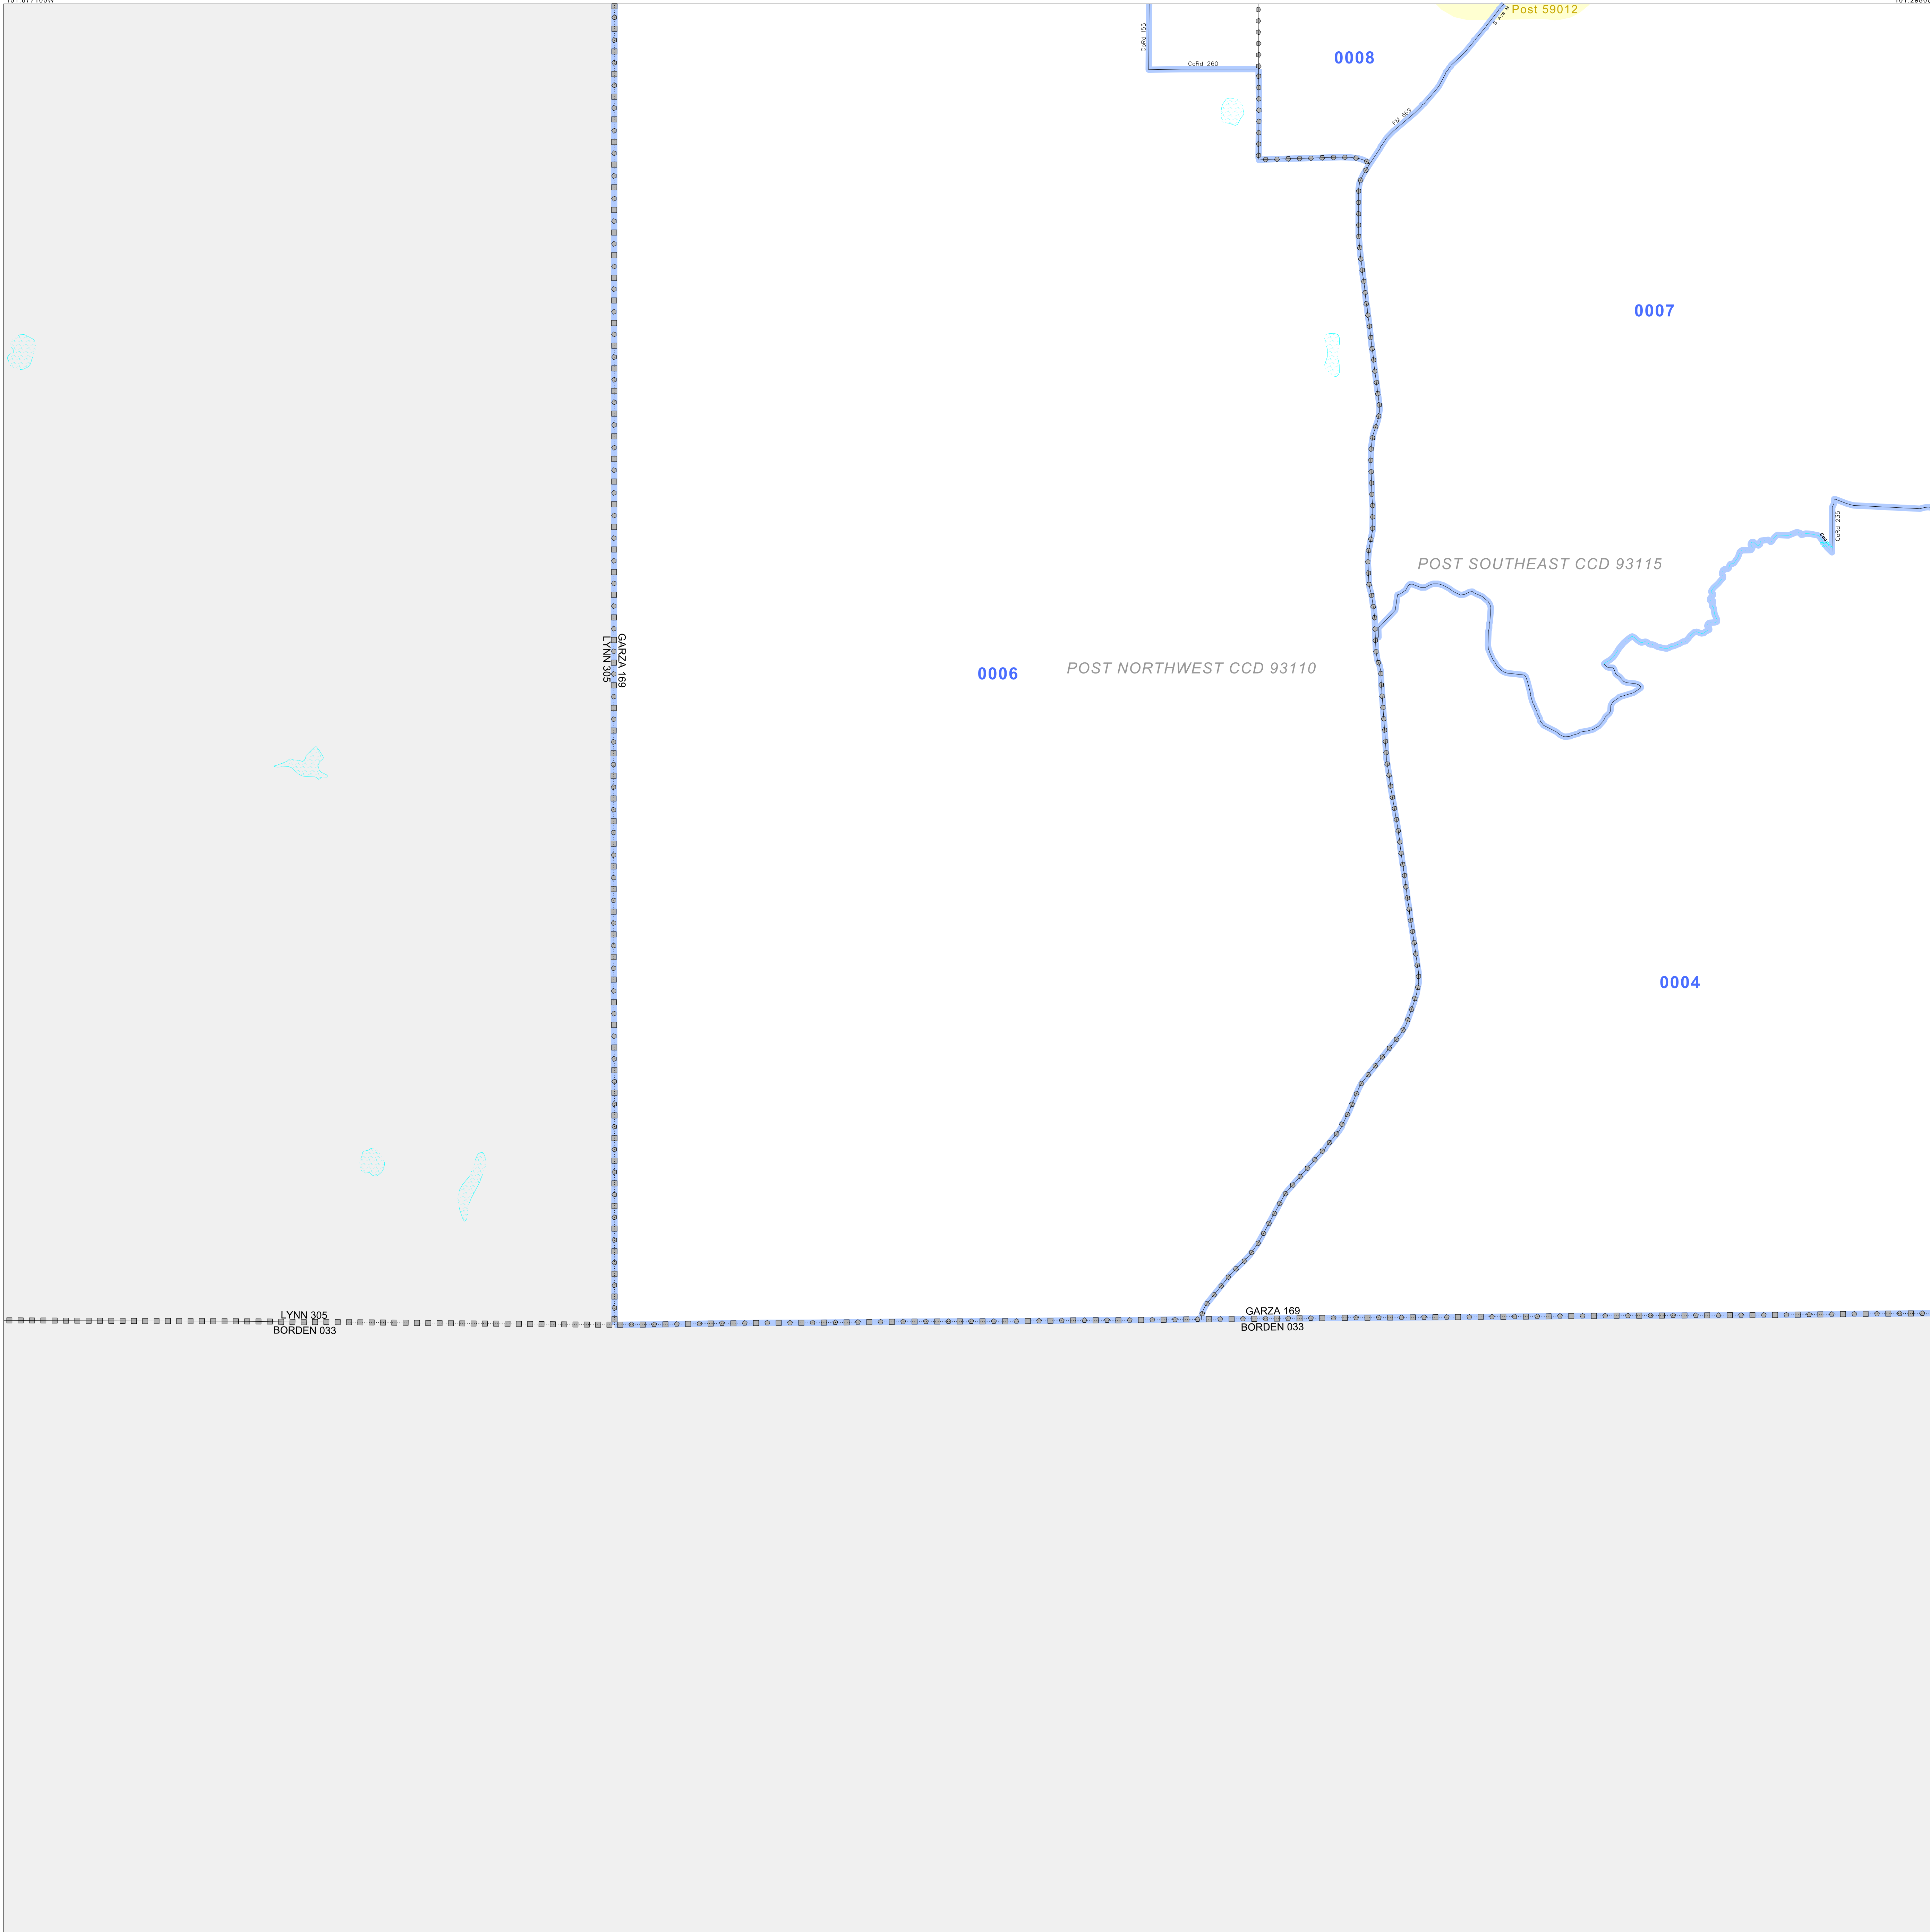 Post 59012
S Ave N
CoRd 155
0008
CoRd 260
FM 669
0007
CoRd 235
POST SOUTHEAST CCD 93115
GARZA 169
LYNN 305
0006
POST NORTHWEST CCD 93110
0004
LYNN 305
BORDEN 033
GARZA 169
BORDEN 033